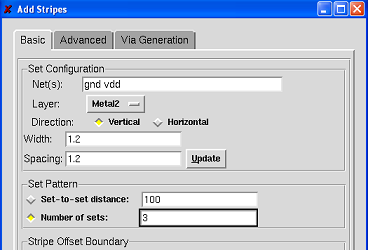 Add Stripes
Basic Advanced Via Generation
Set Configuration
Net(s): gnd vdd
Layer: Metal2
Direction: Vertical Horizontal
Width: 1.2
Spacing: 1.2 Update
Set Pattern
Set-to-set distance: 100
Number of sets: 3
Stripe Offset Boundary